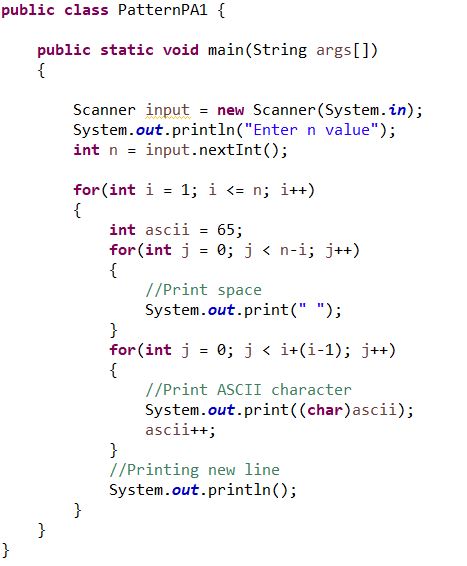 public class PatternPA1 {
    public static void main(String args[])
    {
        Scanner input = new Scanner(System.in);
        System.out.println("Enter n value");
        int n = input.nextInt();
        for(int i = 1; i <= n; i++)
        {
            int ascii = 65;
            for(int j = 0; j < n-i; j++)
            {
                //Print space
                System.out.print(" ");
            }
            for(int j = 0; j < i+(i-1); j++)
            {
                //Print ASCII character
                System.out.print((char)ascii);
                ascii++;
            }
            //Printing new line
            System.out.println();
        }
    }
}